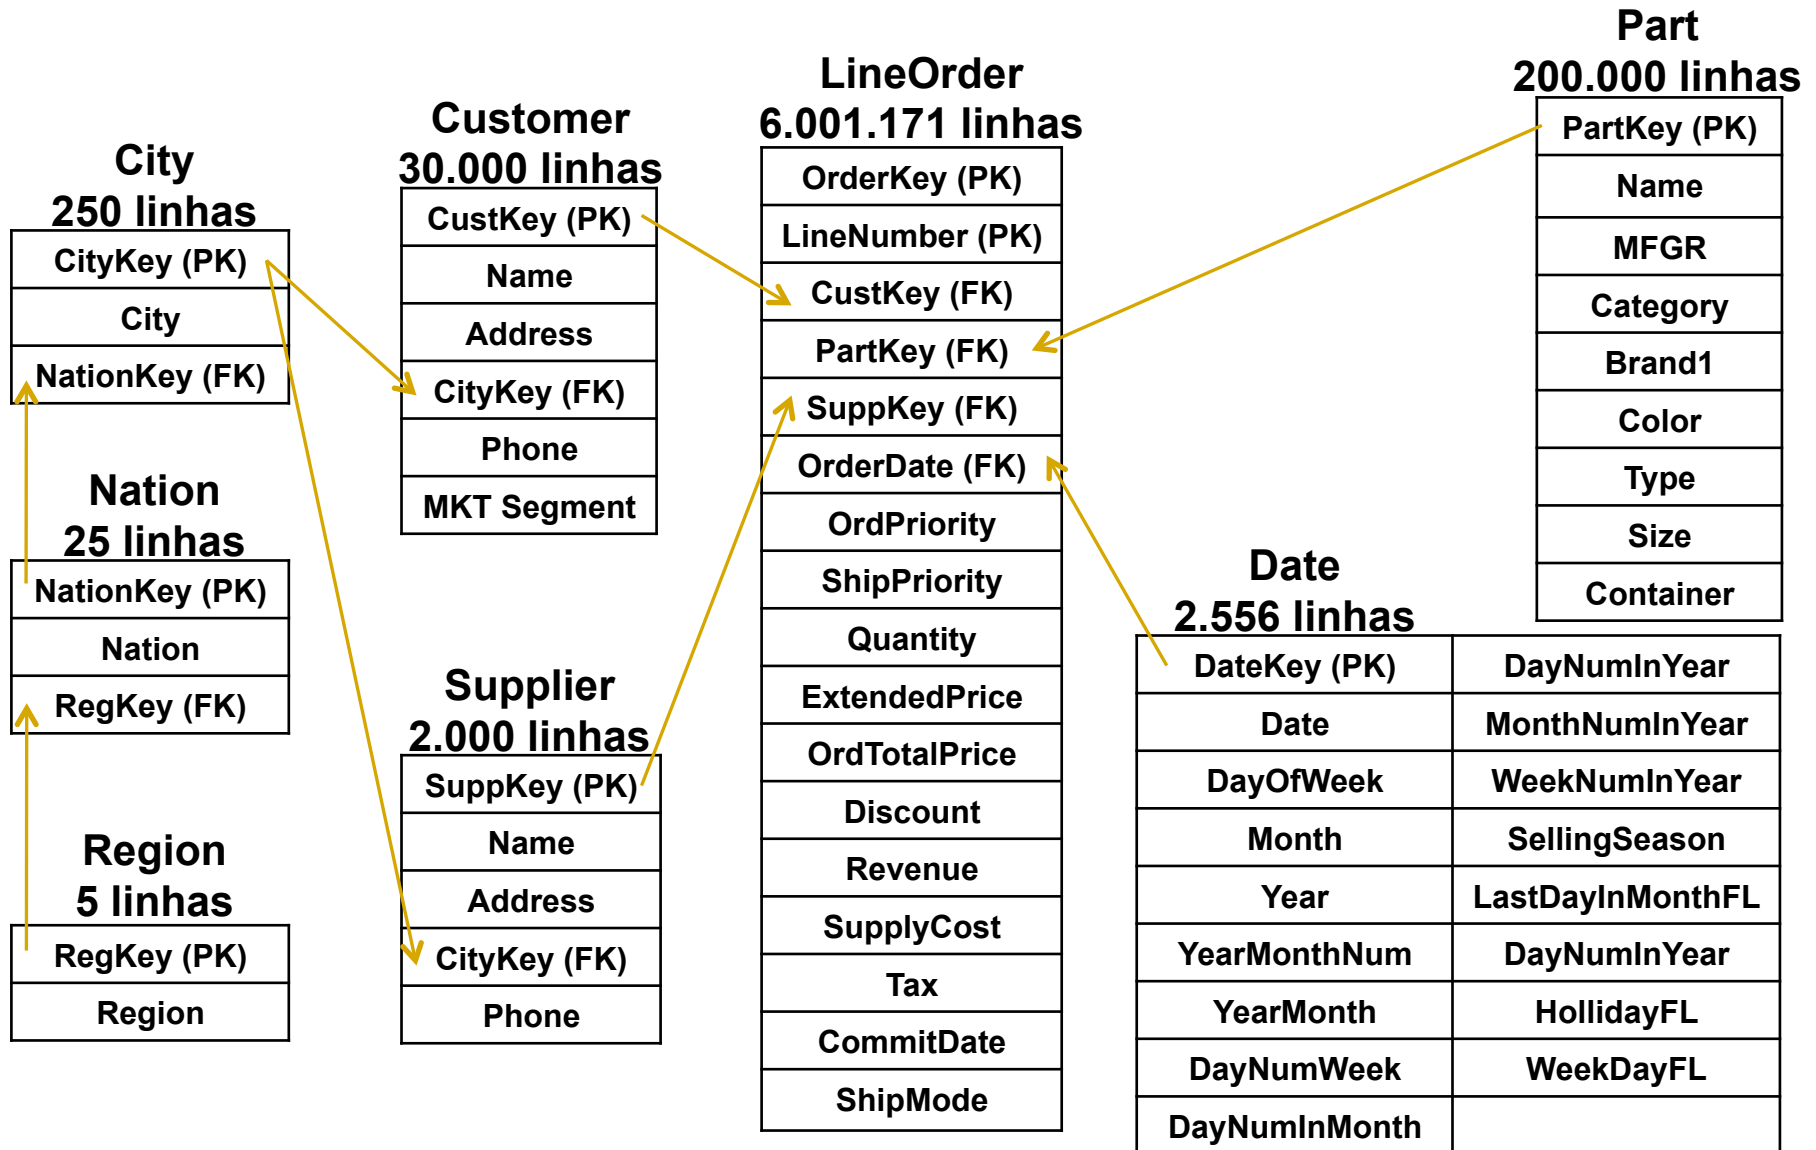 City
250 linhas
CityKey (PK)
City
NationKey (FK)
Nation
25 linhas
NationKey (PK)
Nation
RegKey (FK)
Region
5 linhas
RegKey (PK)
Region
Customer
30.000 linhas
CustKey (PK)
Name
Address
CityKey (FK)
Phone
MKT Segment
Supplier
2.000 linhas
SuppKey (PK)
Name
Address
CityKey (FK)
Phone
LineOrder
6.001.171 linhas
OrderKey (PK)
LineNumber (PK)
CustKey (FK)
PartKey (FK)
SuppKey (FK)
OrderDate (FK)
OrdPriority
ShipPriority
Quantity
ExtendedPrice
OrdTotalPrice
Discount
Revenue
SupplyCost
Tax
CommitDate
ShipMode
Part
200.000 linhas
PartKey (PK)
Name
MFGR
Category
Brand1
Color
Type
Size
Container
Date
2.556 linhas
DateKey (PK)
Date
DayOfWeek
Month
Year
YearMonthNum
YearMonth
DayNumWeek
DayNumInMonth
DayNumInYear
MonthNumInYear
WeekNumInYear
SellingSeason
LastDayInMonthFL
DayNumInYear
HollidayFL
WeekDayFL